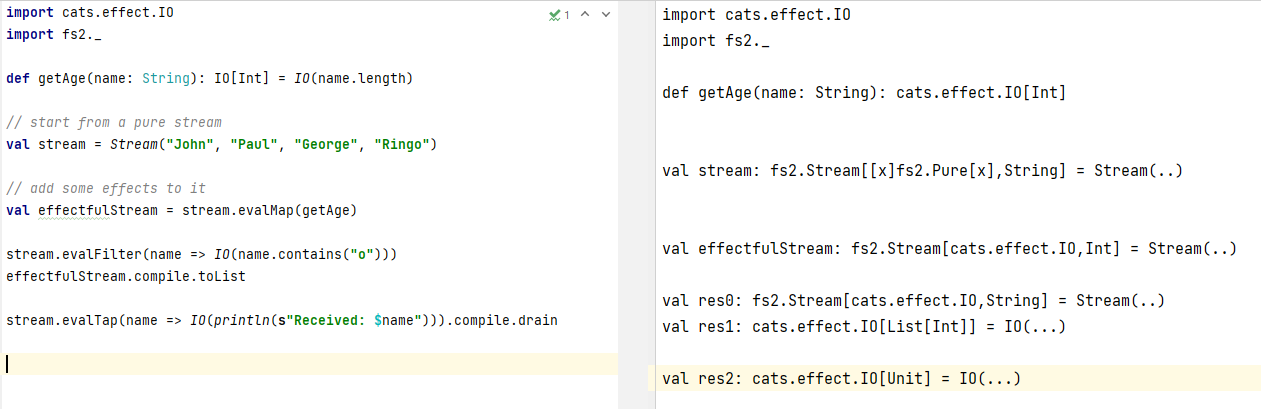 import cats.effect.IO
import fs2._
def getAge(name: String): IO[Int] = IO(name.length)
// start from a pure stream
val stream = Stream("John", "Paul", "George", "Ringo")
// add some effects to it
val effectfulStream = stream.evalMap(getAge)
stream.evalFilter(name => IO(name.contains("o")))
effectfulStream.compile.toList
stream.evalTap(name => IO(println(s"Received: $name"))).compile.drain
1
import cats.effect.IO
import fs2._
def getAge(name: String): cats.effect.IO[Int]
val stream: fs2.Stream[[x]fs2.Pure[x],String] = Stream(..)
val effectfulStream: fs2.Stream[cats.effect.IO,Int] = Stream(..)
val res0: fs2.Stream[cats.effect.IO,String] = Stream(..)
val res1: cats.effect.IO[List[Int]] = IO(...)
val res2: cats.effect.IO[Unit] = IO(...)